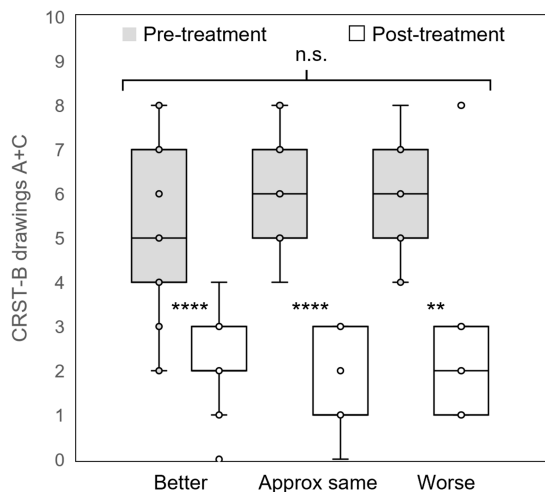 Pre-treatment Post-treatment
n.s.
CRST-B drawings A+C
10
9
8
7
6
5
4
3
2
1
0
**** **** **
Better Approx same Worse